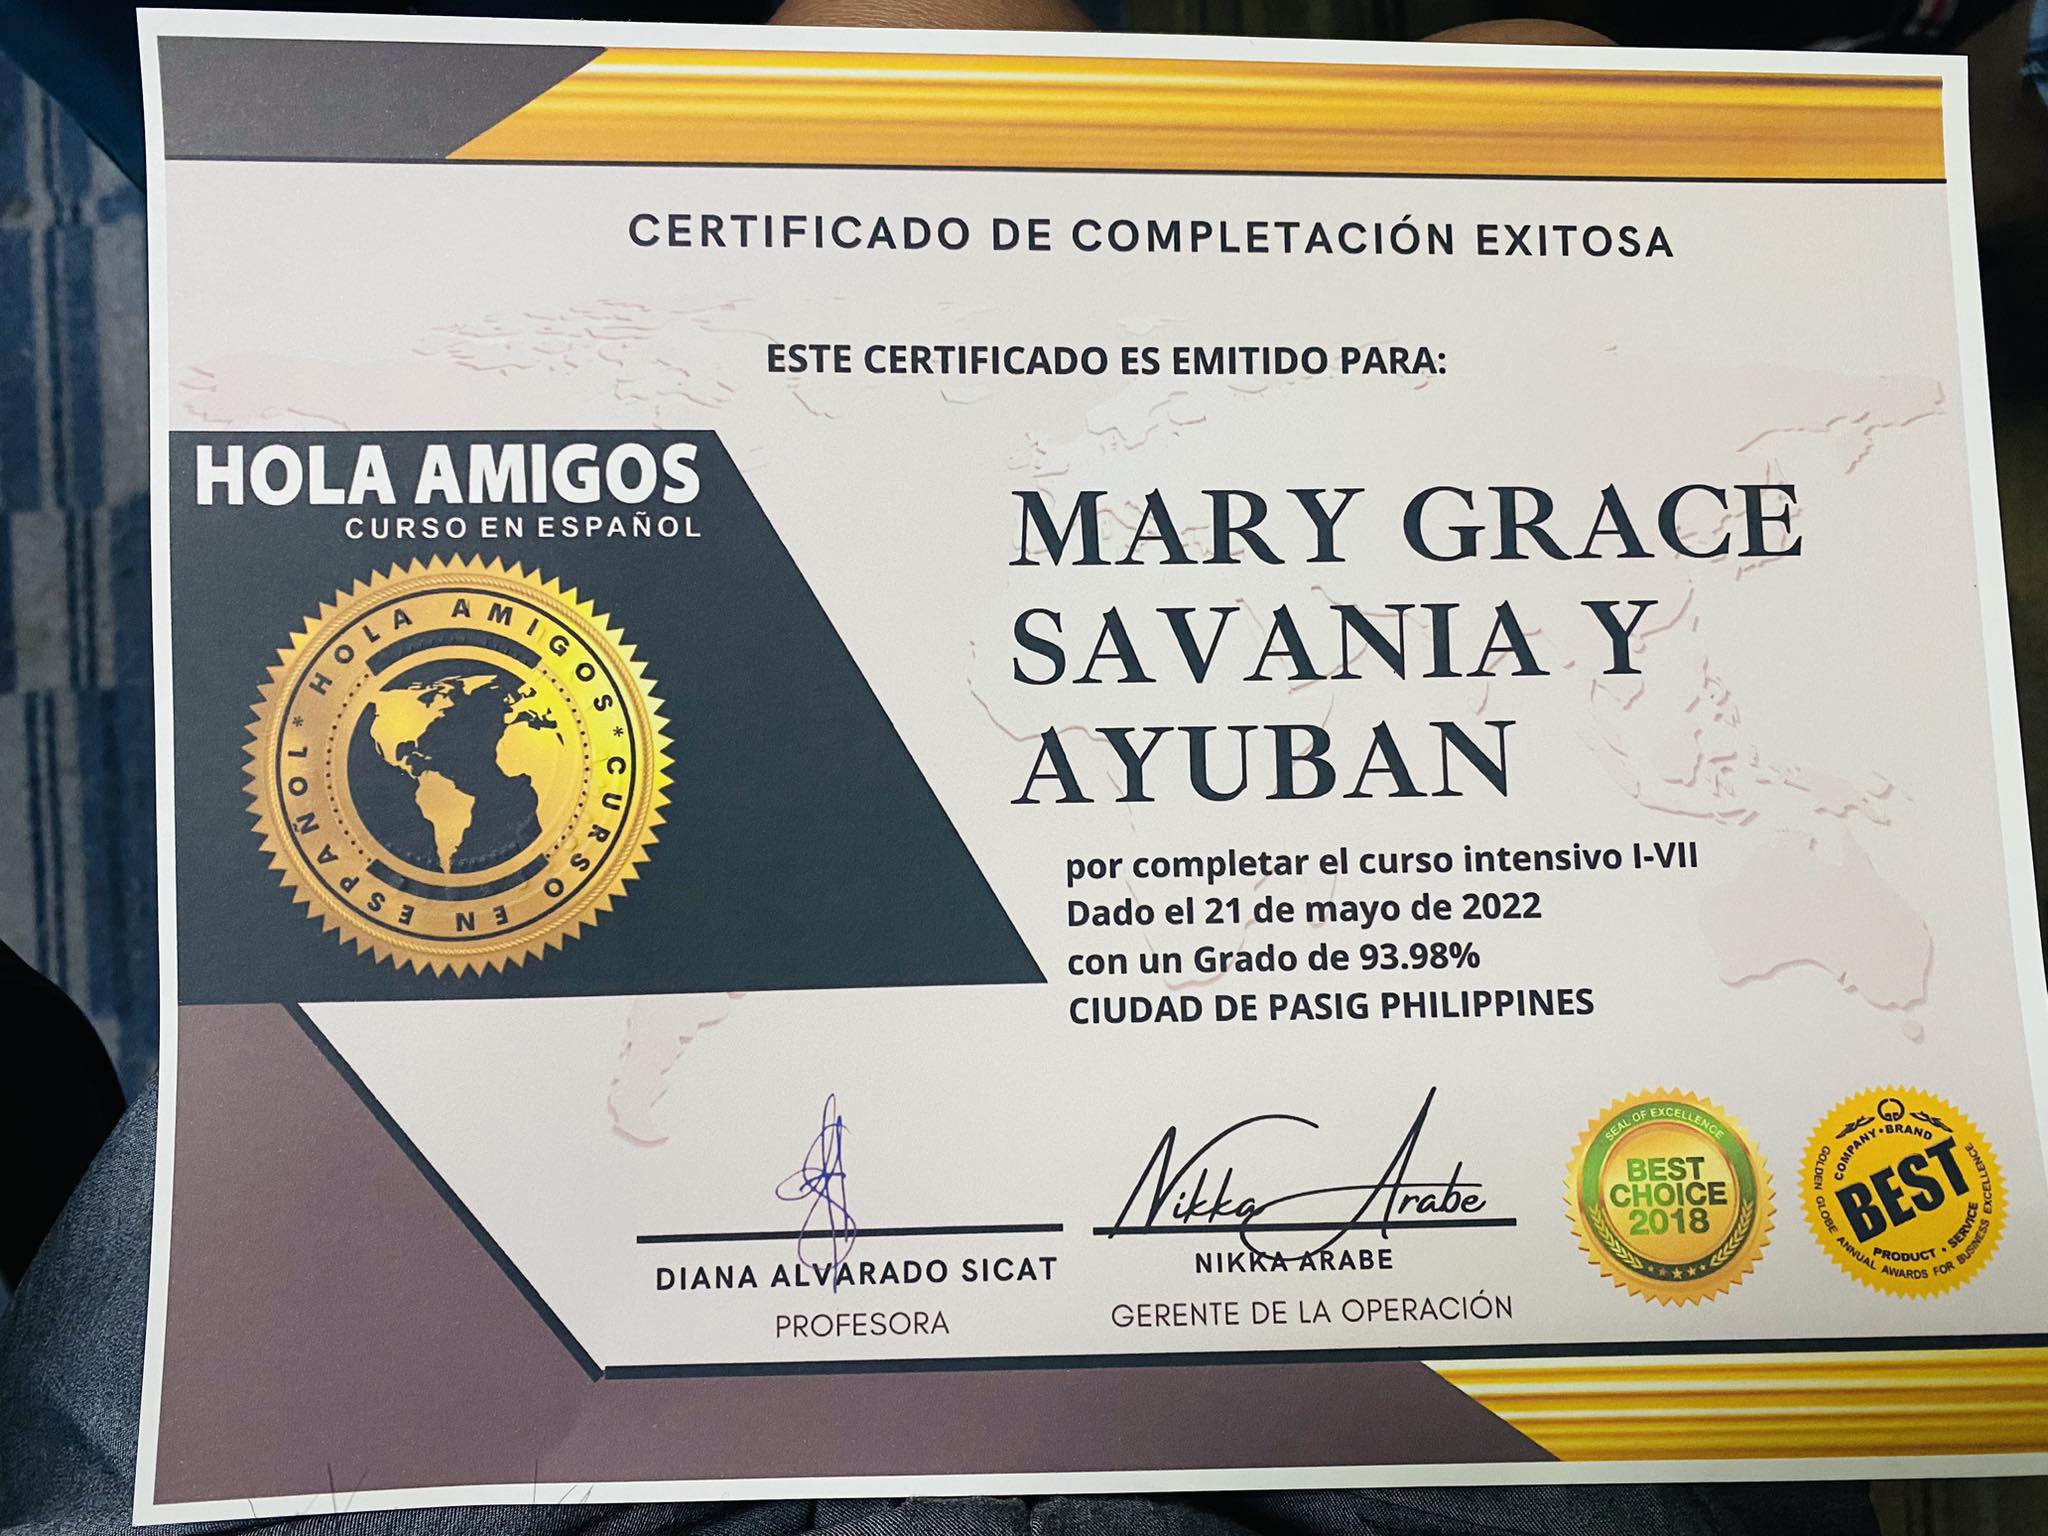 CERTIFICADO DE COMPLETACIÓN EXITOSA
ESTE CERTIFICADO ES EMITIDO PARA:
HOLA AMIGOS
CURSO EN ESPAÑOL
* HOLA AMIGOS * CURSO EN ESPAÑOL
MARY GRACE
SAVANIA Y
AYUBAN
por completar el curso intensivo I-VII
Dado el 21 de mayo de 2022
con un Grado de 93.98%
CIUDAD DE PASIG PHILIPPINES
DIANA ALVARADO SICAT
PROFESORA
Nikka Arabe
NIKKA ARABE
GERENTE DE LA OPERACIÓN
SEAL OF EXCELLENCE
BEST
CHOICE
2018
COMPANY • BRAND
BEST
PRODUCT • SERVICE
GOLDEN GLOBE ANNUAL AWARDS FOR BUSINESS EXCELLENCE